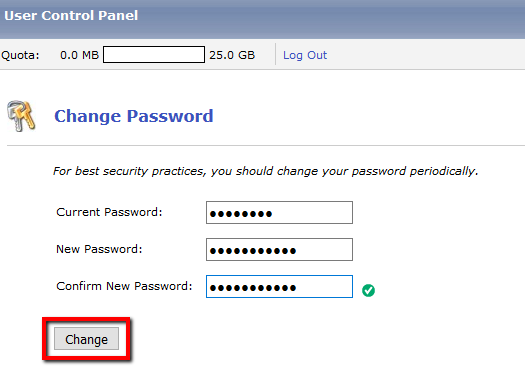 User Control Panel
Quota: 0.0 MB 25.0 GB Log Out
Change Password
For best security practices, you should change your password periodically.
Current Password: ●●●●●●●●
New Password: ●●●●●●●●●●●
Confirm New Password: ●●●●●●●●●●●
Change